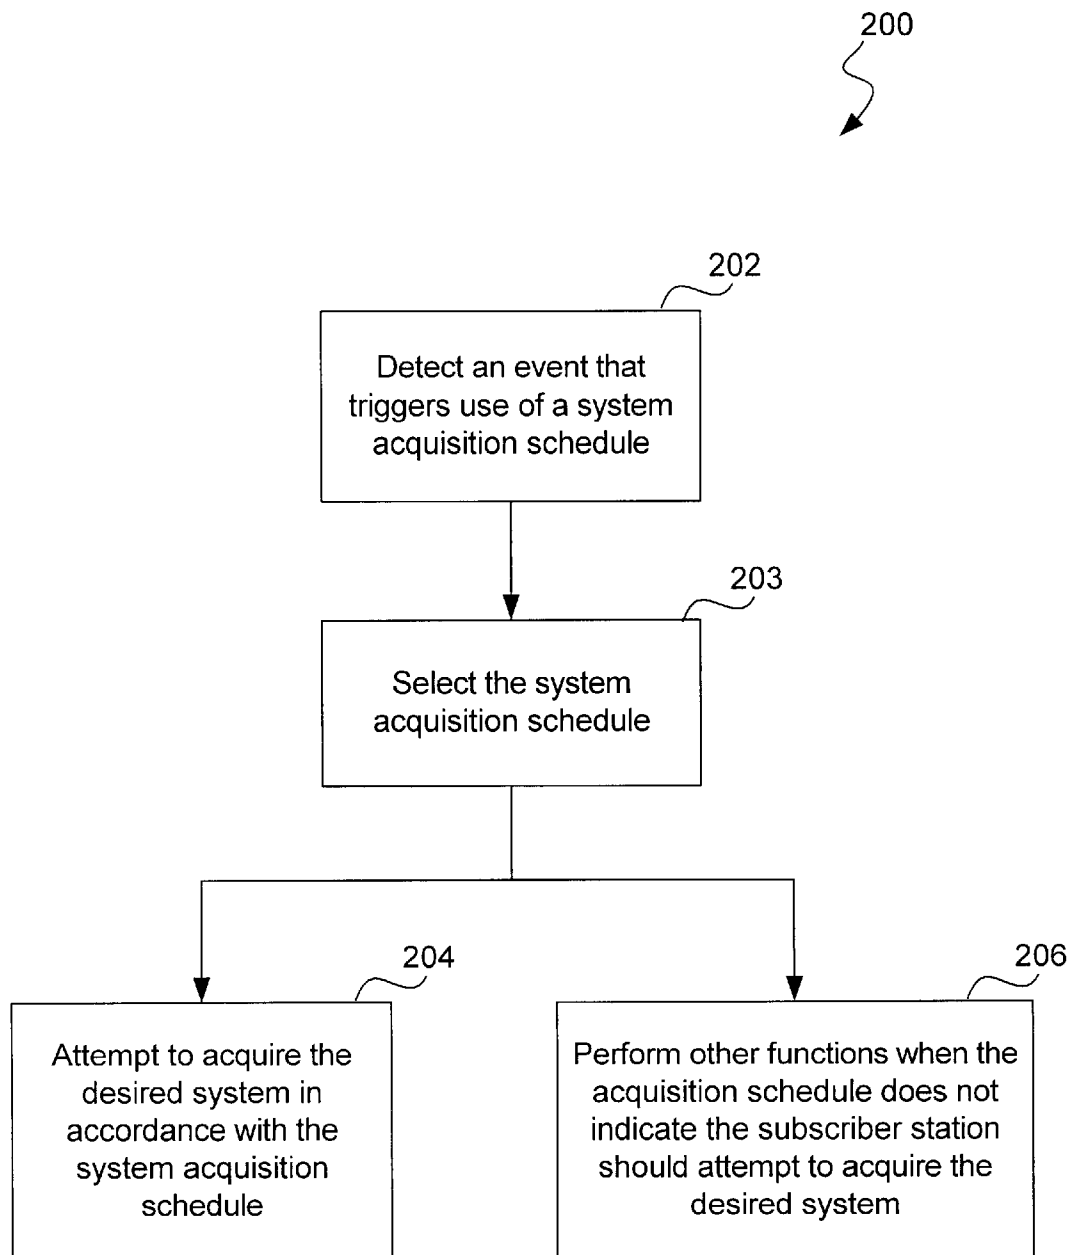 200
202
Detect an event that
triggers use of a system
acquisition schedule
203
Select the system
acquisition schedule
204
Attempt to acquire the
desired system in
accordance with the
system acquisition
schedule
206
Perform other functions when the
acquisition schedule does not
indicate the subscriber station
should attempt to acquire the
desired system